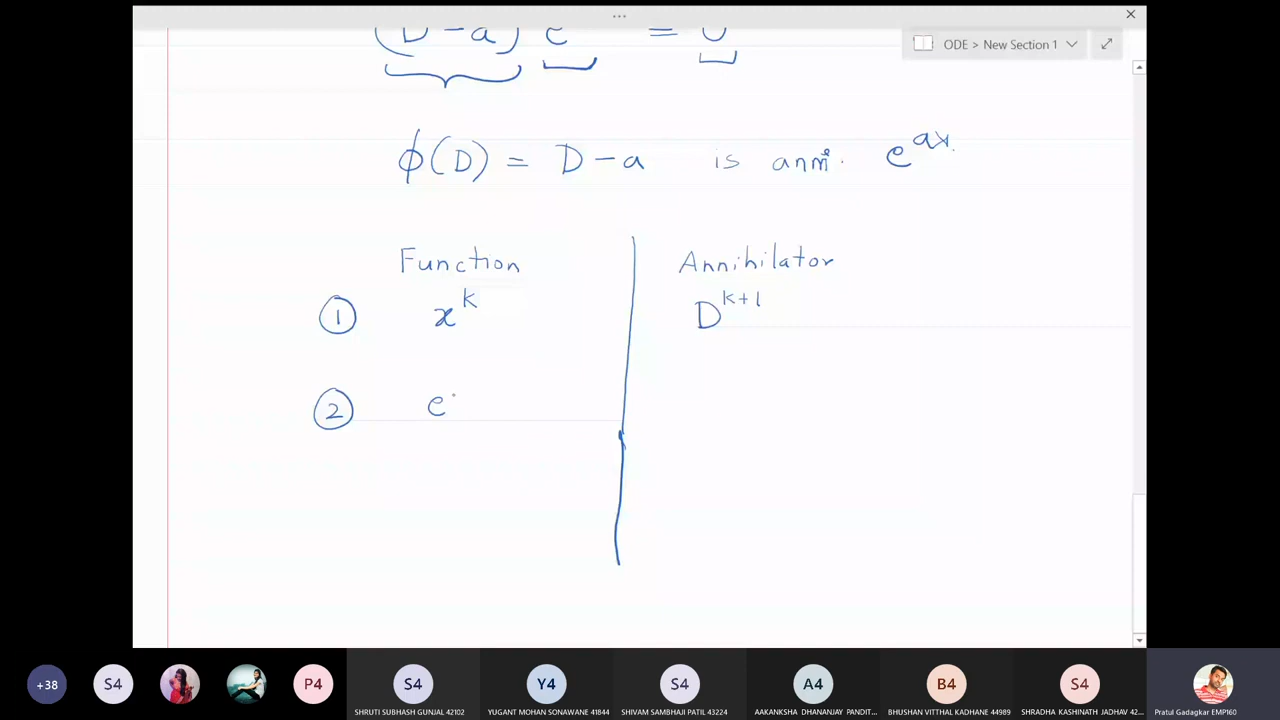 ...
ODE > New Section 1
(D - a) e = 0
ϕ(D) = D - a is annr. e^{ax}.
Function Annihilator
① x^k D^{k+1}
② e
+38 S4 P4 S4 Y4 S4 A4 B4 S4
SHRUTI SUBHASH GUNJAL 42102 YUGANT MOHAN SONAWANE 41844 SHIVAM SAMBHAJI PATIL 43224 AAKANKSHA DHANANJAY PANDIT... BHUSHAN VITTHAL KADHANE 44989 SHRADHA KASHINATH JADHAV 42... Pratul Gadagkar EMP160